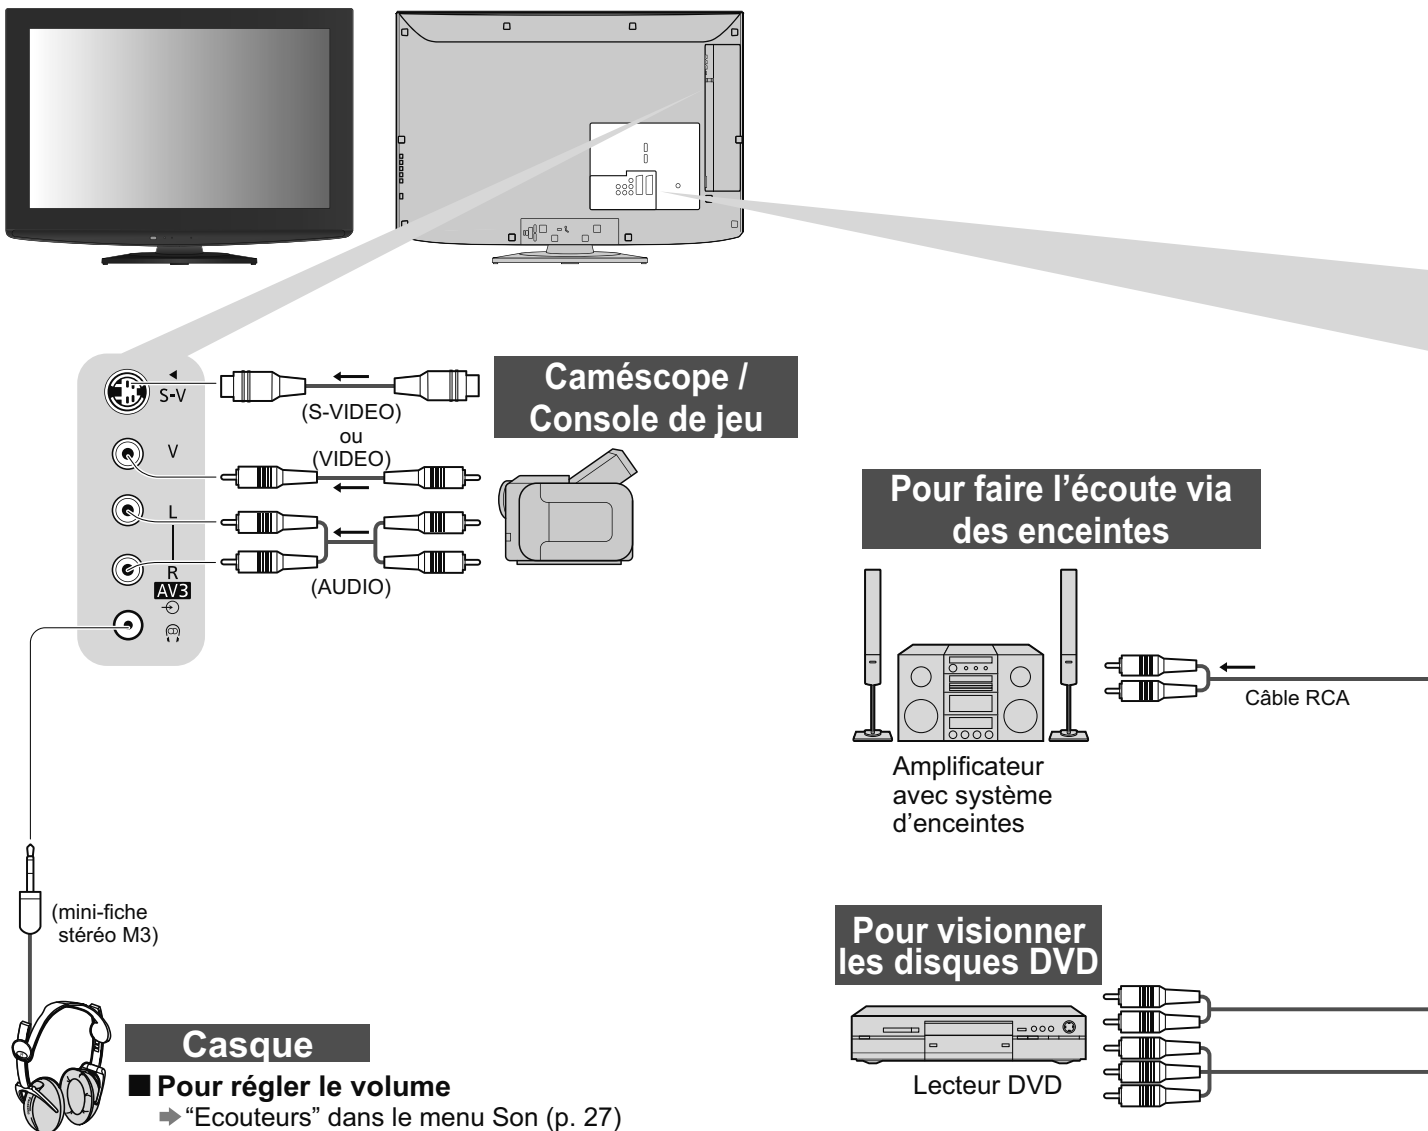 S-V
V
L
R
AV3
(S-VIDEO)
ou
(VIDEO)
(AUDIO)
Caméscope /
Console de jeu
Pour faire l’écoute via
des enceintes
Câble RCA
Amplificateur
avec système
d’enceintes
(mini-fiche
stéréo M3)
Casque
■ Pour régler le volume
“Ecouteurs” dans le menu Son (p. 27)
Pour visionner
les disques DVD
Lecteur DVD